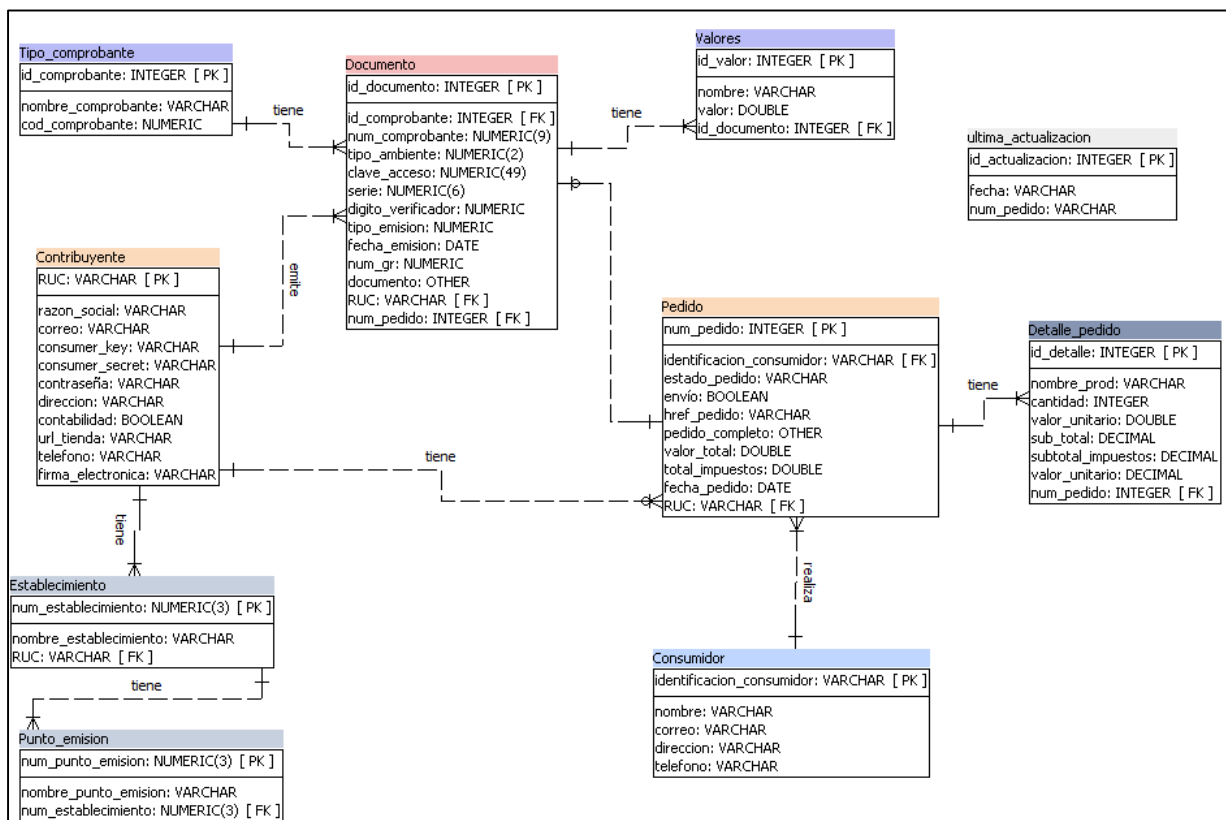 Tipo_comprobante
id_comprobante: INTEGER [ PK ]
nombre_comprobante: VARCHAR
cod_comprobante: NUMERIC
tiene
Documento
id_documento: INTEGER [ PK ]
id_comprobante: INTEGER [ FK ]
num_comprobante: NUMERIC(9)
tipo_ambiente: NUMERIC(2)
clave_acceso: NUMERIC(49)
serie: NUMERIC(6)
digito_verificador: NUMERIC
tipo_emision: NUMERIC
fecha_emision: DATE
num_gr: NUMERIC
documento: OTHER
RUC: VARCHAR [ FK ]
num_pedido: INTEGER [ FK ]
tiene
Valores
id_valor: INTEGER [ PK ]
nombre: VARCHAR
valor: DOUBLE
id_documento: INTEGER [ FK ]
ultima_actualizacion
id_actualizacion: INTEGER [ PK ]
fecha: VARCHAR
num_pedido: VARCHAR
Contribuyente
RUC: VARCHAR [ PK ]
razon_social: VARCHAR
correo: VARCHAR
consumer_key: VARCHAR
consumer_secret: VARCHAR
contraseña: VARCHAR
direccion: VARCHAR
contabilidad: BOOLEAN
url_tienda: VARCHAR
telefono: VARCHAR
firma_electronica: VARCHAR
emite
tiene
Pedido
num_pedido: INTEGER [ PK ]
identificacion_consumidor: VARCHAR [ FK ]
estado_pedido: VARCHAR
envío: BOOLEAN
href_pedido: VARCHAR
pedido_completo: OTHER
valor_total: DOUBLE
total_impuestos: DOUBLE
fecha_pedido: DATE
RUC: VARCHAR [ FK ]
tiene
Detalle_pedido
id_detalle: INTEGER [ PK ]
nombre_prod: VARCHAR
cantidad: INTEGER
valor_unitario: DOUBLE
sub_total: DECIMAL
subtotal_impuestos: DECIMAL
valor_unitario: DECIMAL
num_pedido: INTEGER [ FK ]
tiene
Establecimiento
num_establecimiento: NUMERIC(3) [ PK ]
nombre_establecimiento: VARCHAR
RUC: VARCHAR [ FK ]
tiene
Punto_emision
num_punto_emision: NUMERIC(3) [ PK ]
nombre_punto_emision: VARCHAR
num_establecimiento: NUMERIC(3) [ FK ]
realiza
Consumidor
identificacion_consumidor: VARCHAR [ PK ]
nombre: VARCHAR
correo: VARCHAR
direccion: VARCHAR
telefono: VARCHAR